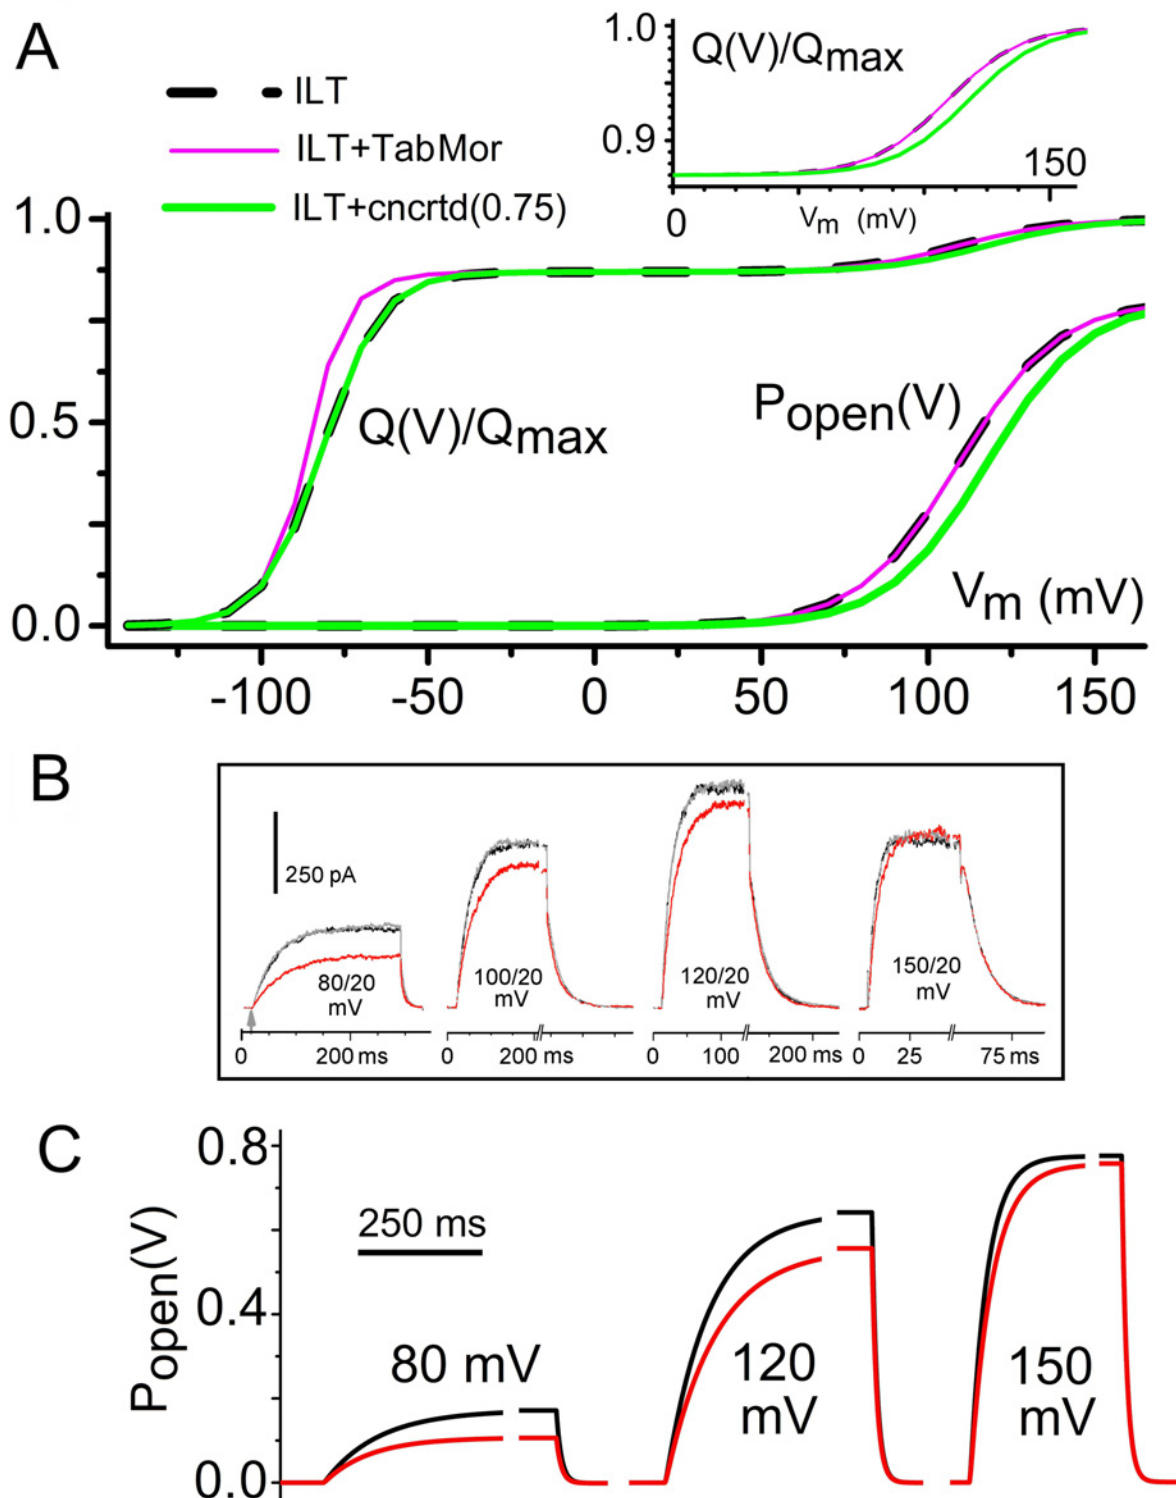 A
ILT
ILT+TabMor
ILT+cncrtd(0.75)
1.0
0.9
Q(V)/Qmax
0
150
Vm (mV)
1.0
0.5
0.0
Q(V)/Qmax
Popen(V)
Vm (mV)
-100
-50
0
50
100
150
B
250 pA
80/20
mV
100/20
mV
120/20
mV
150/20
mV
0
200 ms
0
200 ms
0
100
200 ms
0
25
75 ms
C
Popen(V)
0.8
0.4
0.0
250 ms
80 mV
120
mV
150
mV